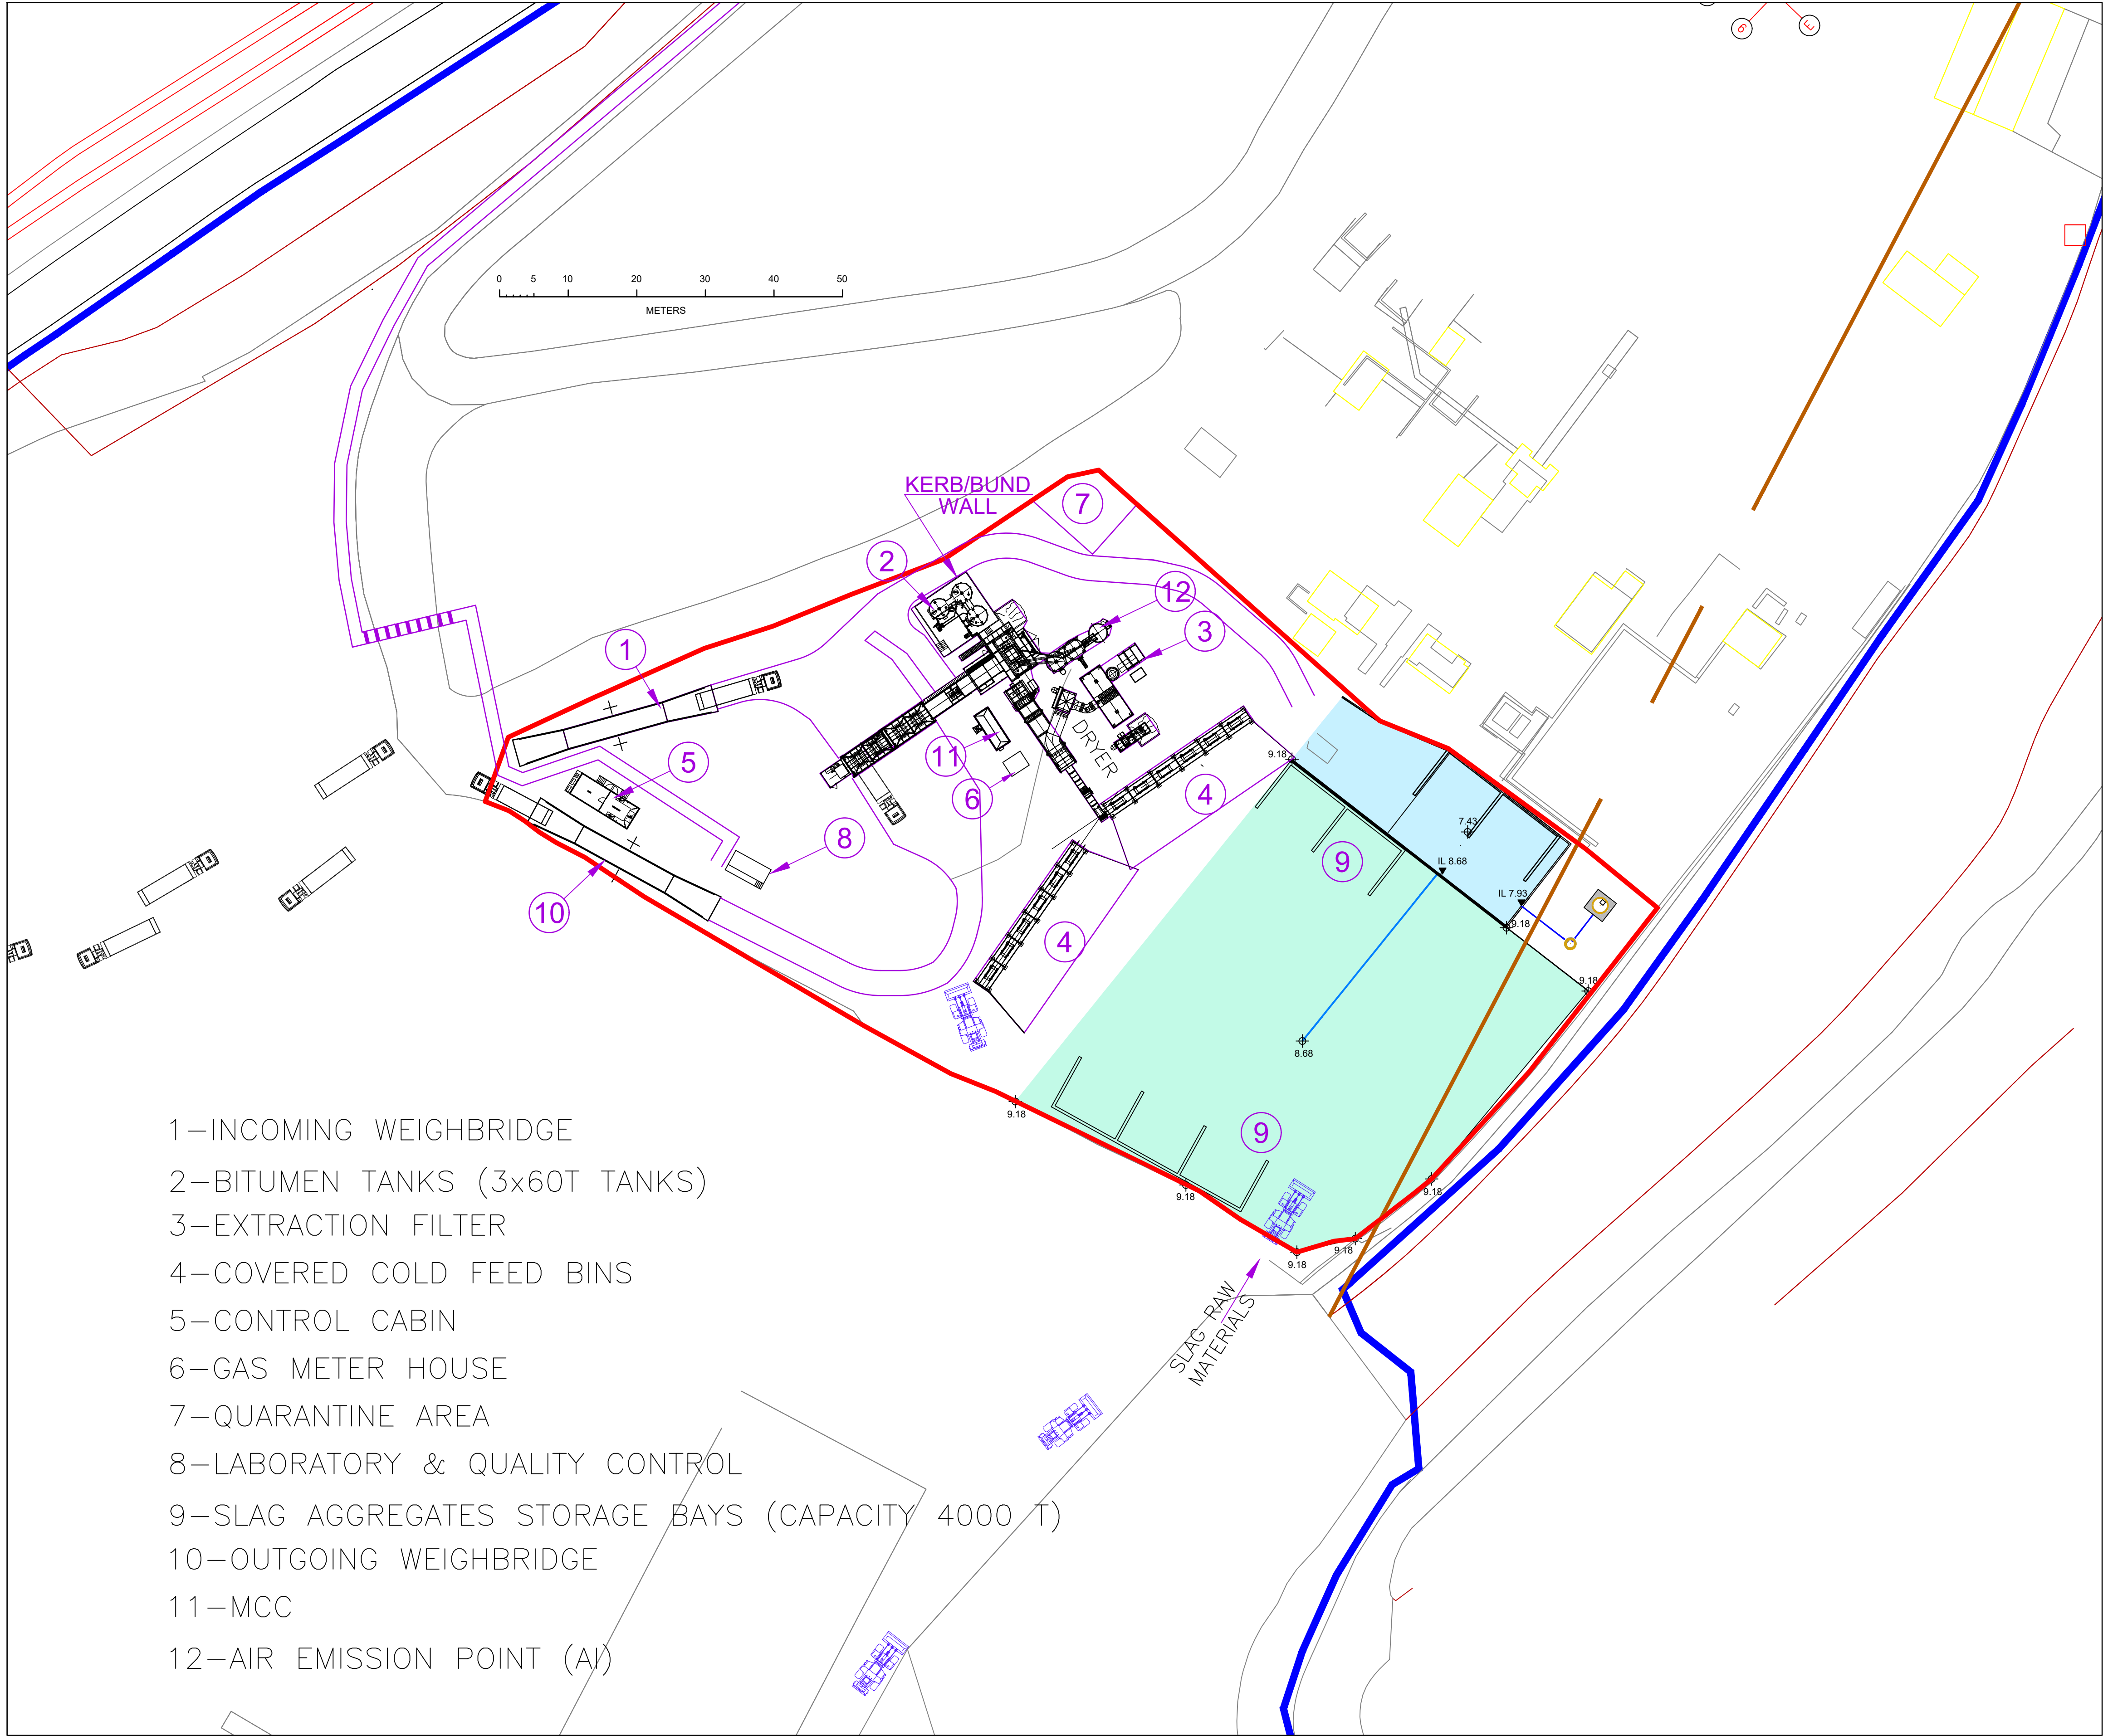 6
E
0 5 10 20 30 40 50
METERS
KERB/BUND
WALL
7
2
12
3
1
DRYER
11
5
6
4
9.18
8
9
7.43
IL 8.68
IL 7.93
9.18
10
4
9.18
8.68
9.18
9
9.18
9.18
9.18
9.18
SLAG RAW
MATERIALS
1-INCOMING WEIGHBRIDGE
2-BITUMEN TANKS (3x60T TANKS)
3-EXTRACTION FILTER
4-COVERED COLD FEED BINS
5-CONTROL CABIN
6-GAS METER HOUSE
7-QUARANTINE AREA
8-LABORATORY & QUALITY CONTROL
9-SLAG AGGREGATES STORAGE BAYS (CAPACITY 4000 T)
10-OUTGOING WEIGHBRIDGE
11-MCC
12-AIR EMISSION POINT (AI)